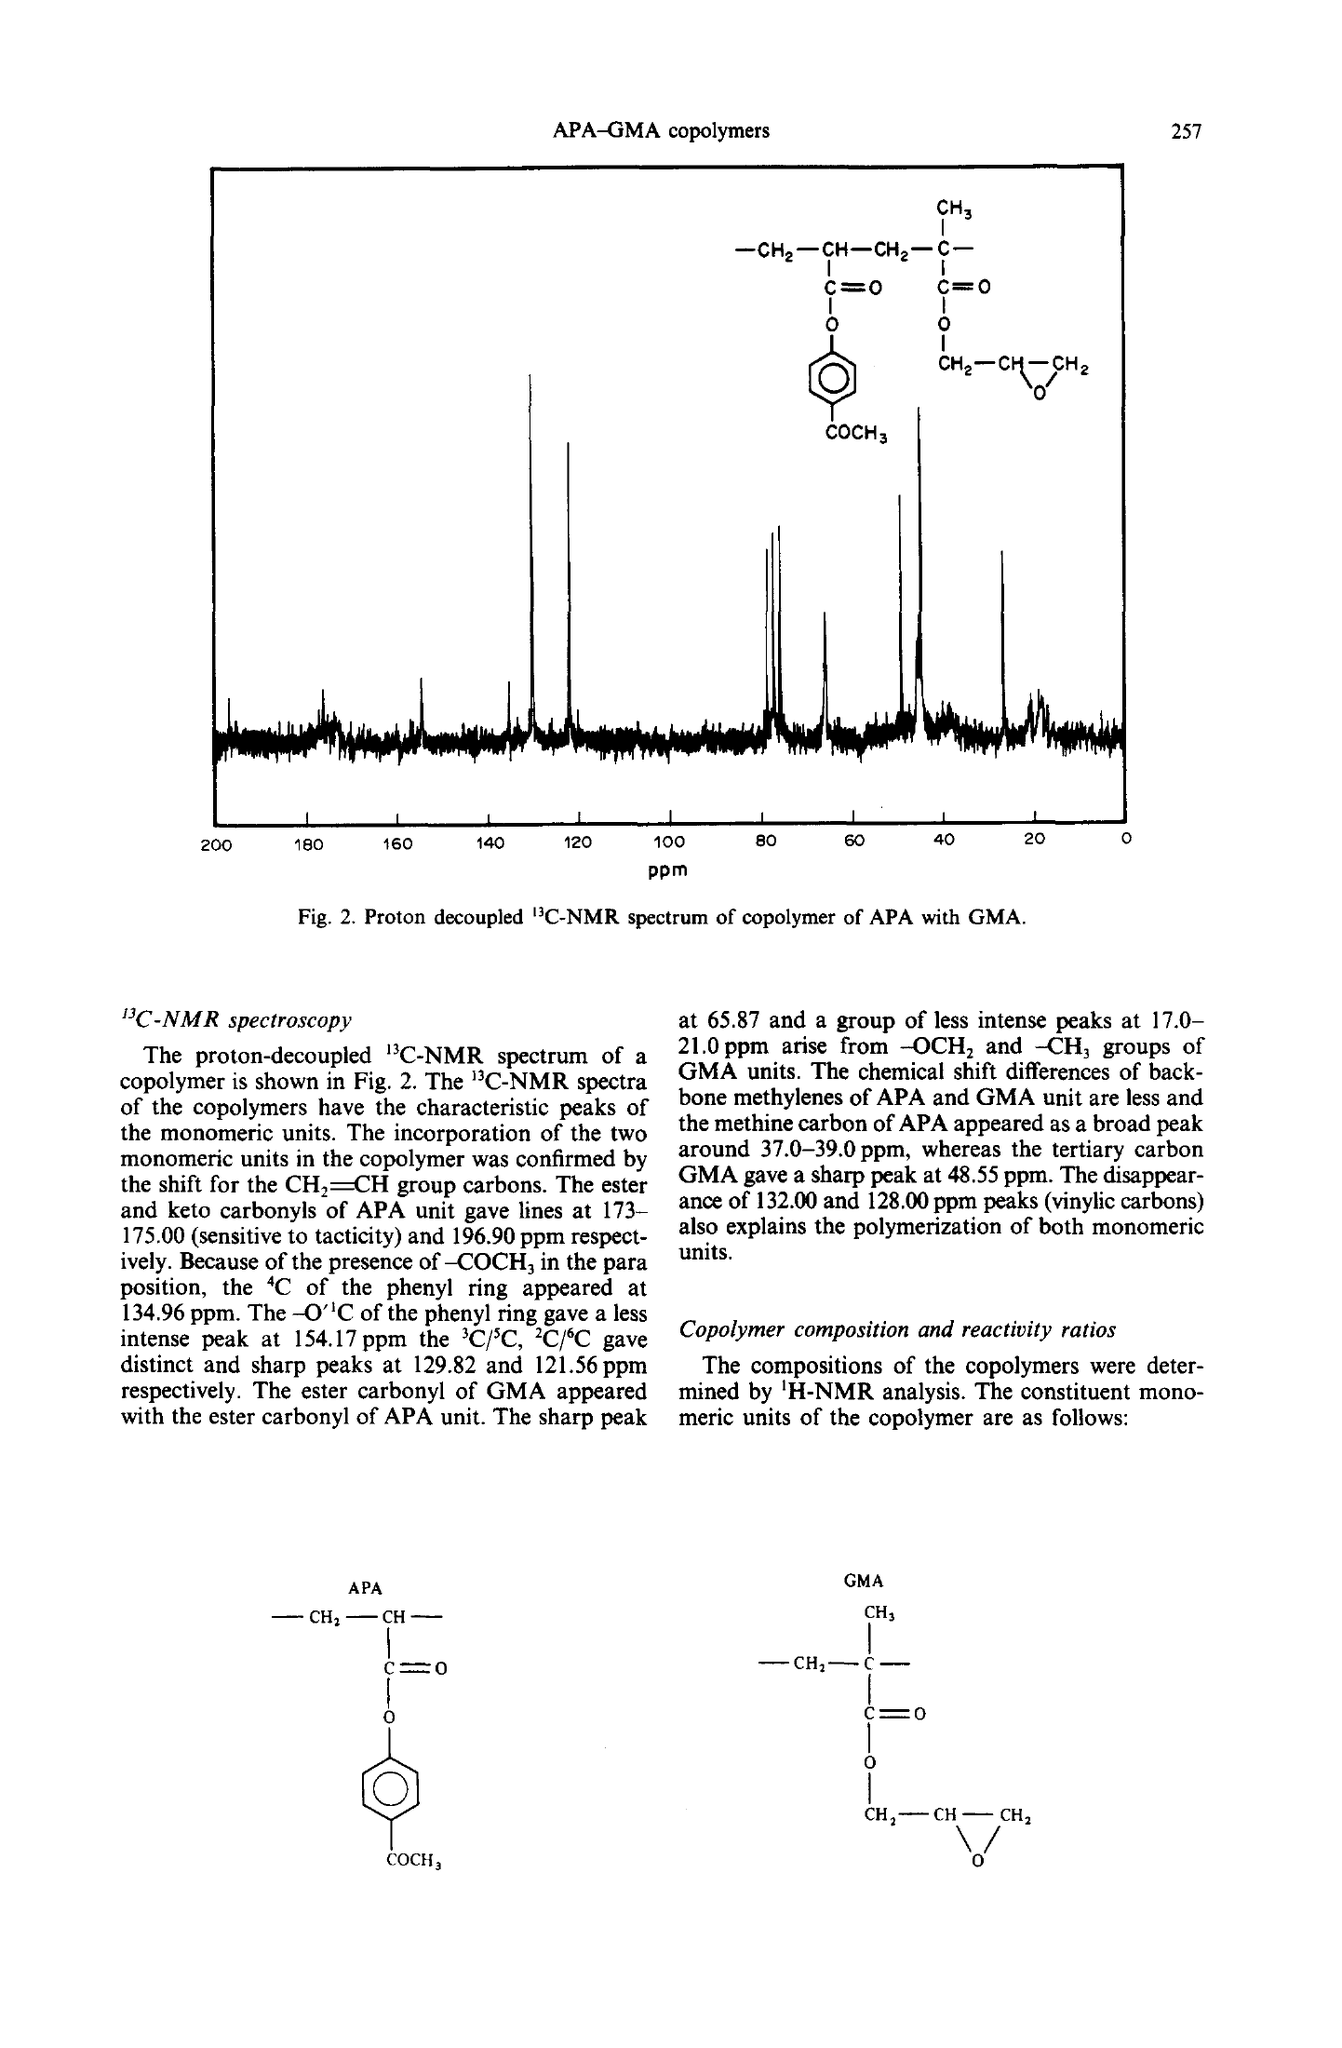 APA–GMA copolymers
257
CH₃
—CH₂—CH—CH₂—C—
C=O C=O
O O
CH₂—CH—CH₂
O
COCH₃
200 180 160 140 120 100 80 60 40 20 0
ppm
Fig. 2. Proton decoupled ¹³C-NMR spectrum of copolymer of APA with GMA.
¹³C-NMR spectroscopy
The proton-decoupled ¹³C-NMR spectrum of a
copolymer is shown in Fig. 2. The ¹³C-NMR spectra
of the copolymers have the characteristic peaks of
the monomeric units. The incorporation of the two
monomeric units in the copolymer was confirmed by
the shift for the CH₂=CH group carbons. The ester
and keto carbonyls of APA unit gave lines at 173–
175.00 (sensitive to tacticity) and 196.90 ppm respect-
ively. Because of the presence of –COCH₃ in the para
position, the ⁴C of the phenyl ring appeared at
134.96 ppm. The –O′¹C of the phenyl ring gave a less
intense peak at 154.17 ppm the ³C/⁵C, ²C/⁶C gave
distinct and sharp peaks at 129.82 and 121.56 ppm
respectively. The ester carbonyl of GMA appeared
with the ester carbonyl of APA unit. The sharp peak
at 65.87 and a group of less intense peaks at 17.0–
21.0 ppm arise from –OCH₂ and –CH₃ groups of
GMA units. The chemical shift differences of back-
bone methylenes of APA and GMA unit are less and
the methine carbon of APA appeared as a broad peak
around 37.0–39.0 ppm, whereas the tertiary carbon
GMA gave a sharp peak at 48.55 ppm. The disappear-
ance of 132.00 and 128.00 ppm peaks (vinylic carbons)
also explains the polymerization of both monomeric
units.
Copolymer composition and reactivity ratios
The compositions of the copolymers were deter-
mined by ¹H-NMR analysis. The constituent mono-
meric units of the copolymer are as follows:
APA
—CH₂—CH—
C=O
O
COCH₃
GMA
CH₃
—CH₂—C—
C=O
O
CH₂—CH—CH₂
O